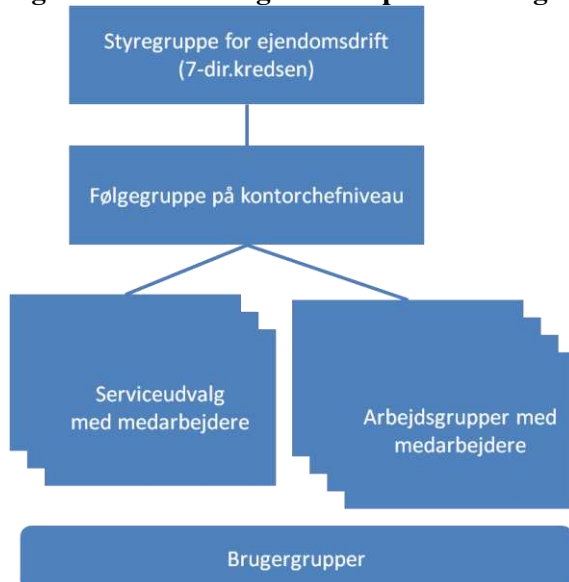 Styregruppe for ejendomsdrift
(7-dir.kredsen)
Følgegruppe på kontorchefniveau
Serviceudvalg
med medarbejdere
Arbejdsgrupper med
medarbejdere
Brugergrupper